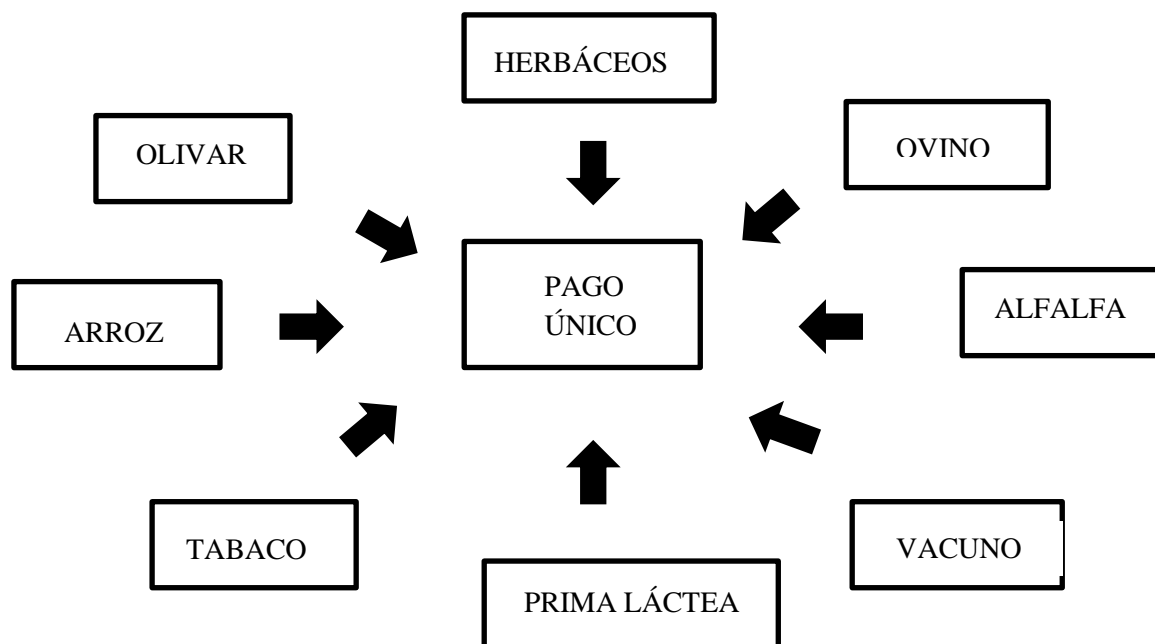 HERBÁCEOS
OLIVAR
OVINO
PAGO
ÚNICO
ARROZ
ALFALFA
TABACO
VACUNO
PRIMA LÁCTEA